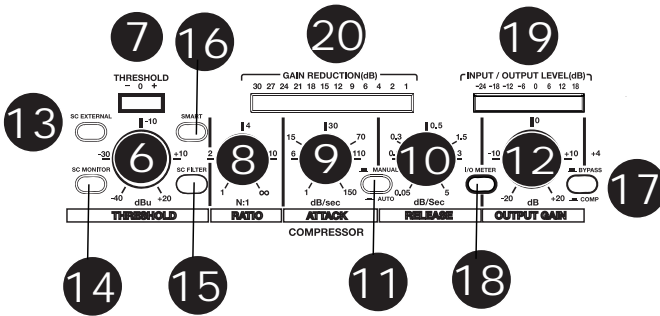 7 16 20 19
THRESHOLD
− 0 +
GAIN REDUCTION(dB)
30 27 24 21 18 15 12 9 6 4 2 1
INPUT / OUTPUT LEVEL(dB)
-24 -18 -12 -6 0 6 12 18
13
SC EXTERNAL
SMART
-10
4
30
0.5
0
15 70
0.3 1.5
-30 +10
2 10
6 110
0.1 3
-10 +10
+4
6 8 9 10 12
MANUAL
BYPASS
SC MONITOR
SC FILTER
I/O METER
17
AUTO
COMP
-40 dBu +20
1 N:1 ∞
1 dB/sec 150
0.05 dB/Sec 5
-20 dB +20
THRESHOLD RATIO ATTACK RELEASE OUTPUT GAIN
COMPRESSOR
14 15 11 18